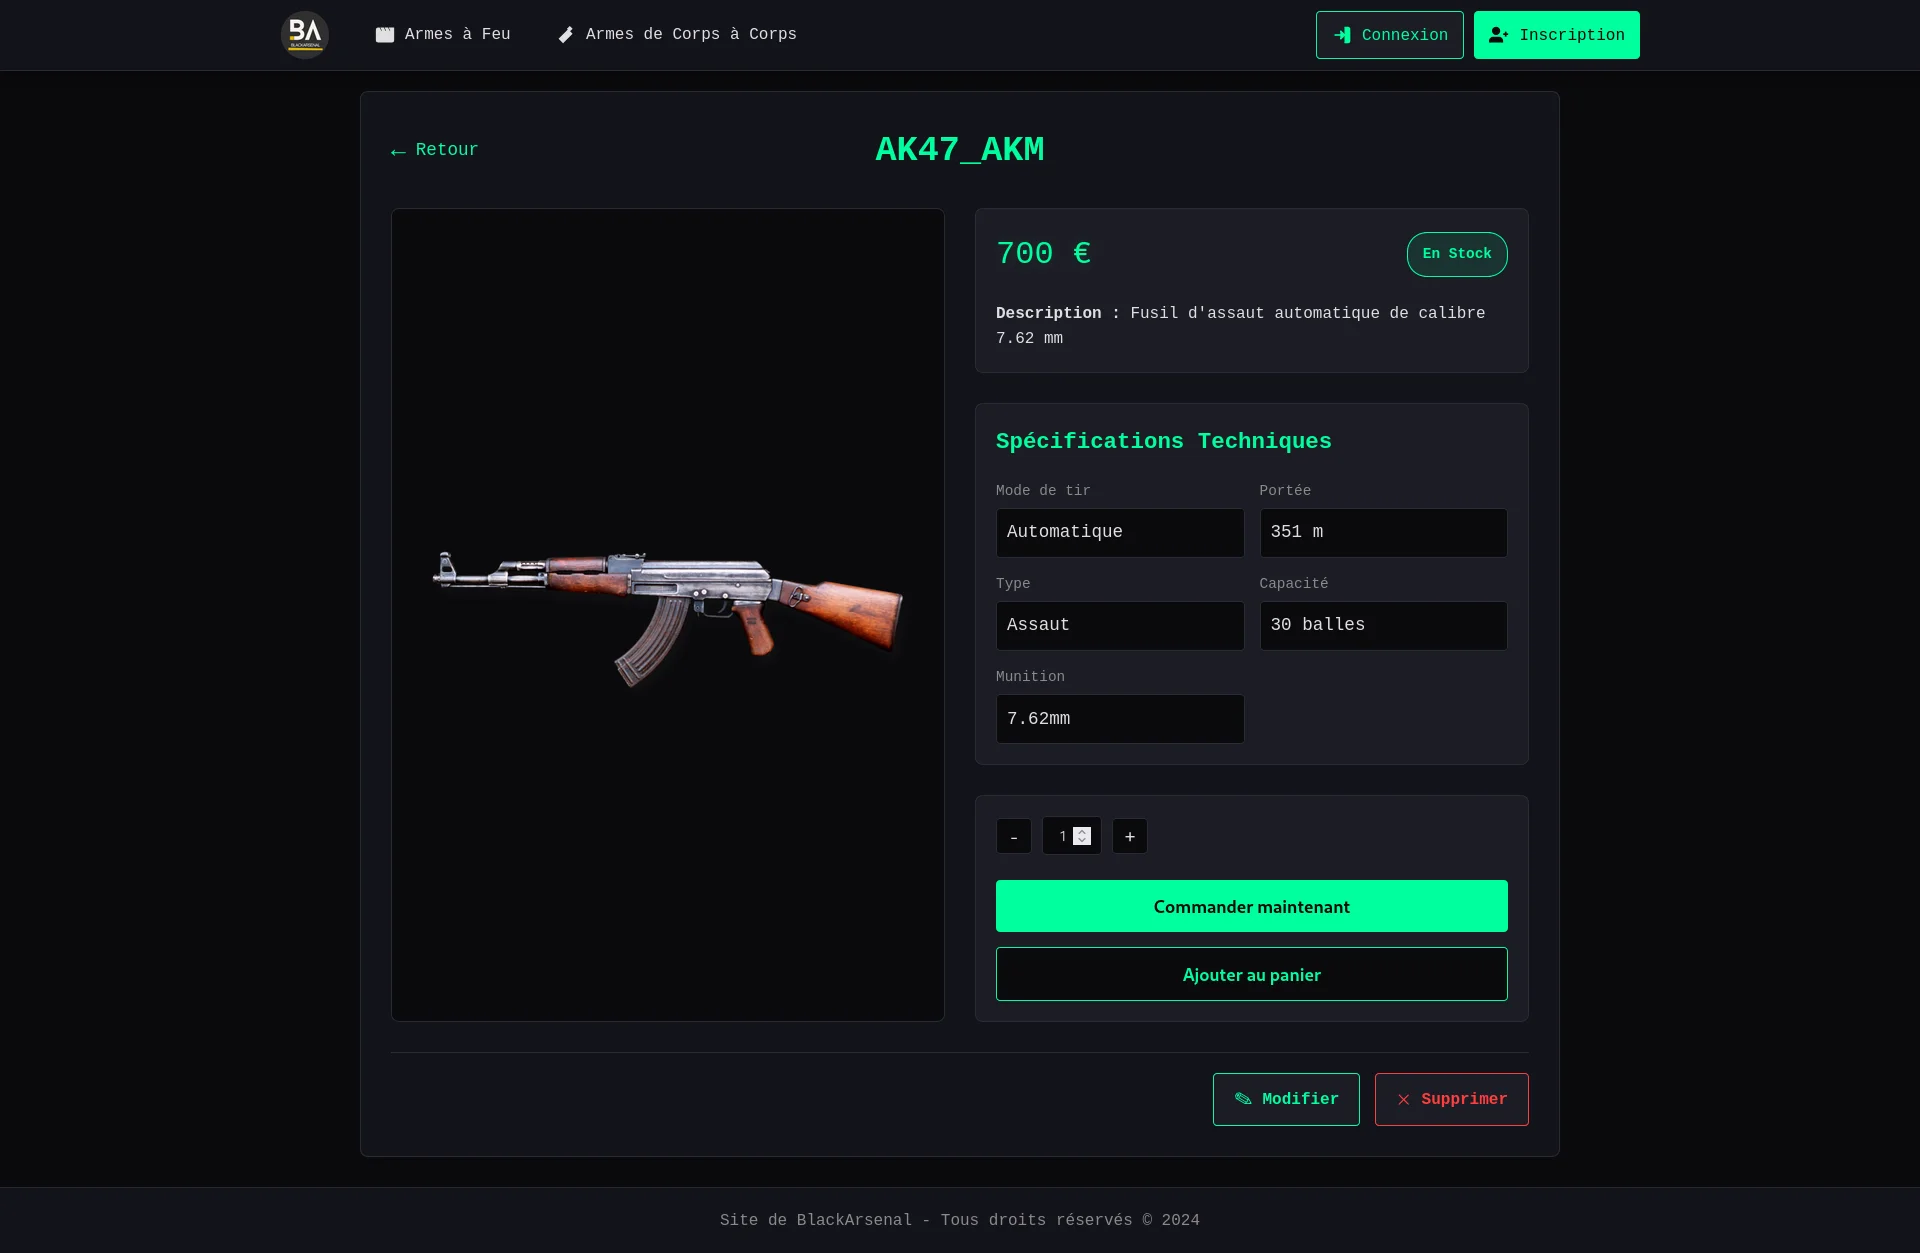 BA
BLACKARSENAL
Armes à Feu
Armes de Corps à Corps
Connexion
Inscription
← Retour
AK47_AKM
700 €
En Stock
Description : Fusil d'assaut automatique de calibre
7.62 mm
Spécifications Techniques
Mode de tir
Portée
Automatique
351 m
Type
Capacité
Assaut
30 balles
Munition
7.62mm
- 1 +
Commander maintenant
Ajouter au panier
✎ Modifier
Supprimer
Site de BlackArsenal - Tous droits réservés © 2024